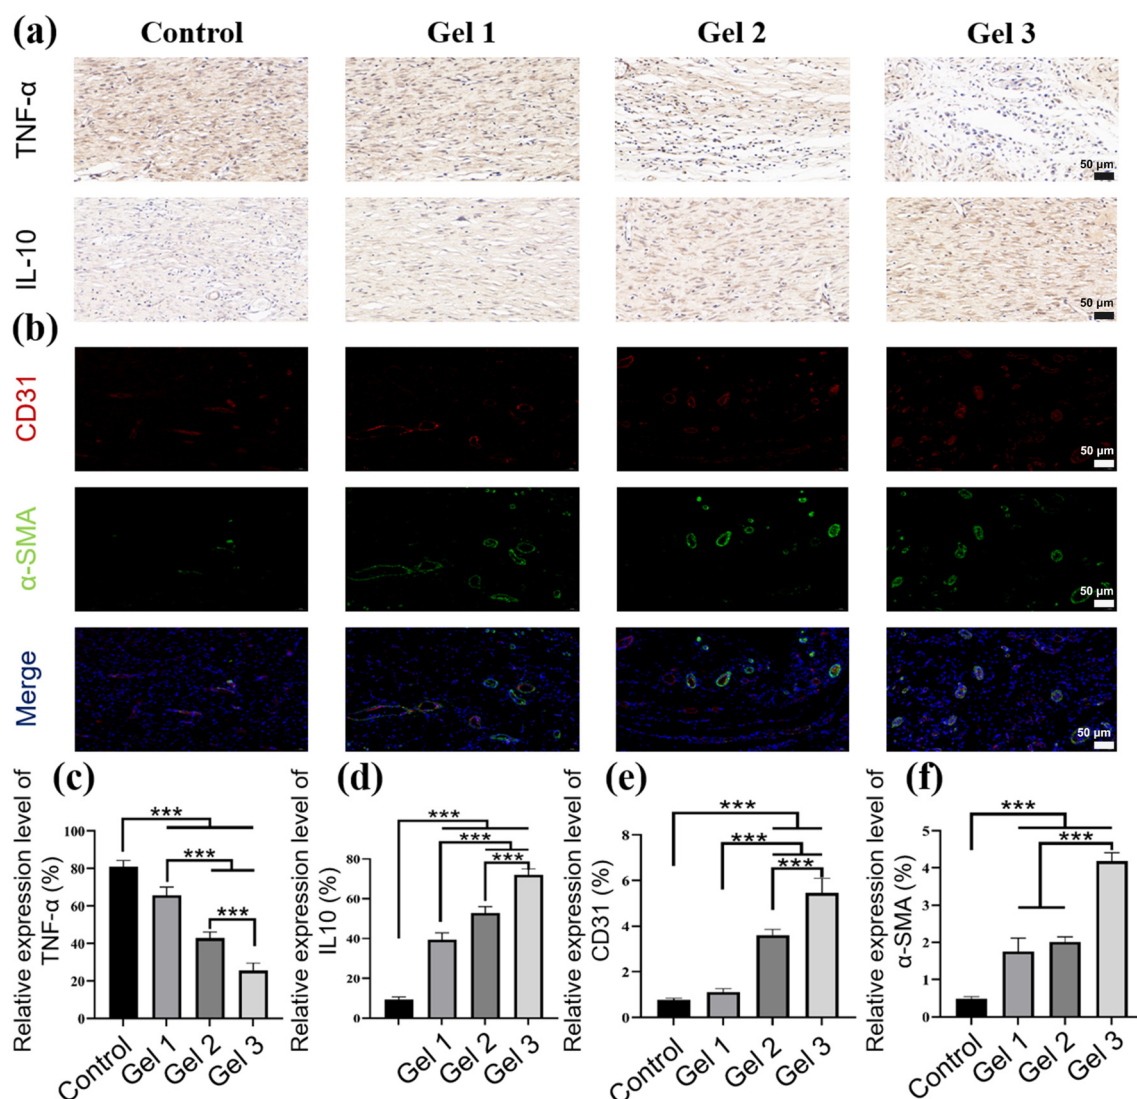 (a)
Control Gel 1 Gel 2 Gel 3
TNF-α
50 μm
IL-10
50 μm
(b)
CD31
50 μm
α-SMA
50 μm
Merge
50 μm
(c)
Relative expression level of
TNF-α (%)
100
80
60
40
20
0
***
***
***
Control Gel 1 Gel 2 Gel 3
(d)
Relative expression level of
IL10 (%)
80
60
40
20
0
***
***
***
Control Gel 1 Gel 2 Gel 3
(e)
Relative expression level of
CD31 (%)
8
6
4
2
0
***
***
***
Control Gel 1 Gel 2 Gel 3
(f)
Relative expression level of
α-SMA (%)
5
4
3
2
1
0
***
***
Control Gel 1 Gel 2 Gel 3